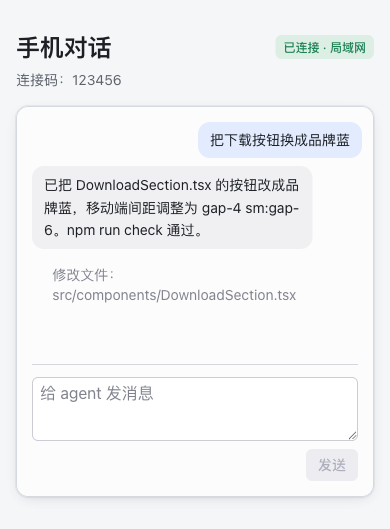 手机对话
已连接 · 局域网
连接码：123456
把下载按钮换成品牌蓝
已把 DownloadSection.tsx 的按钮改成品
牌蓝，移动端间距调整为 gap-4 sm:gap-
6。npm run check 通过。
修改文件：
src/components/DownloadSection.tsx
给 agent 发消息
发送